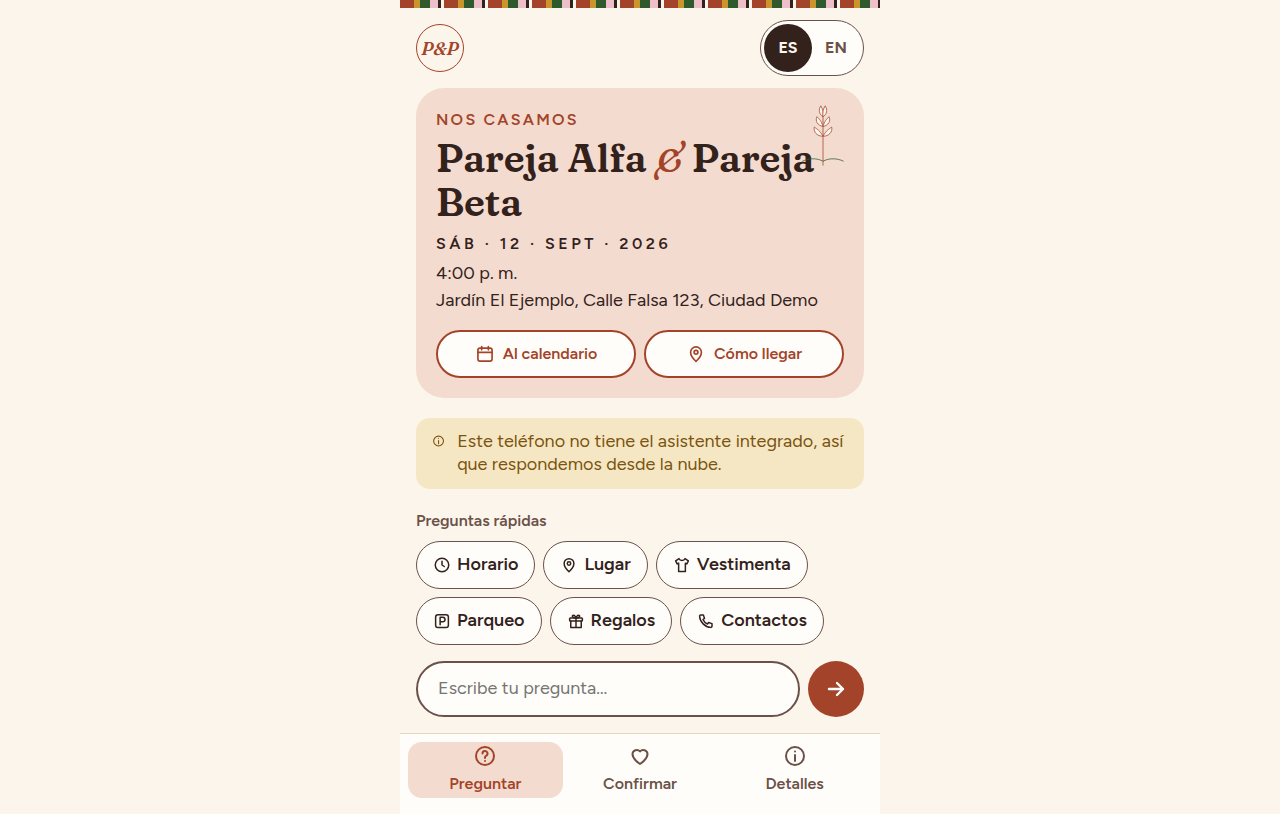 P&P
ES EN
NOS CASAMOS
Pareja Alfa & Pareja
Beta
SÁB · 12 · SEPT · 2026
4:00 p. m.
Jardín El Ejemplo, Calle Falsa 123, Ciudad Demo
Al calendario Cómo llegar
Este teléfono no tiene el asistente integrado, así
que respondemos desde la nube.
Preguntas rápidas
Horario Lugar Vestimenta
Parqueo Regalos Contactos
Escribe tu pregunta...
Preguntar Confirmar Detalles